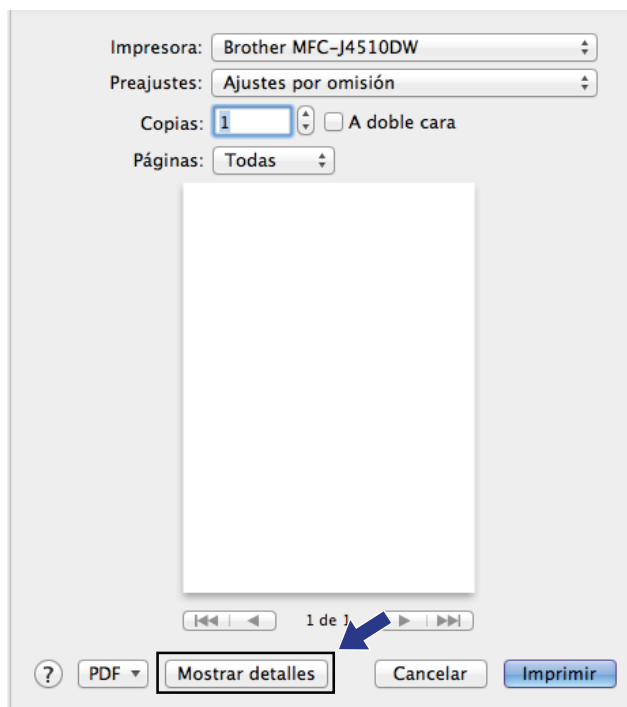 Impresora: Brother MFC-J4510DW
Preajustes: Ajustes por omisión
Copias: 1 A doble cara
Páginas: Todas
1 de 1
? PDF Mostrar detalles Cancelar Imprimir